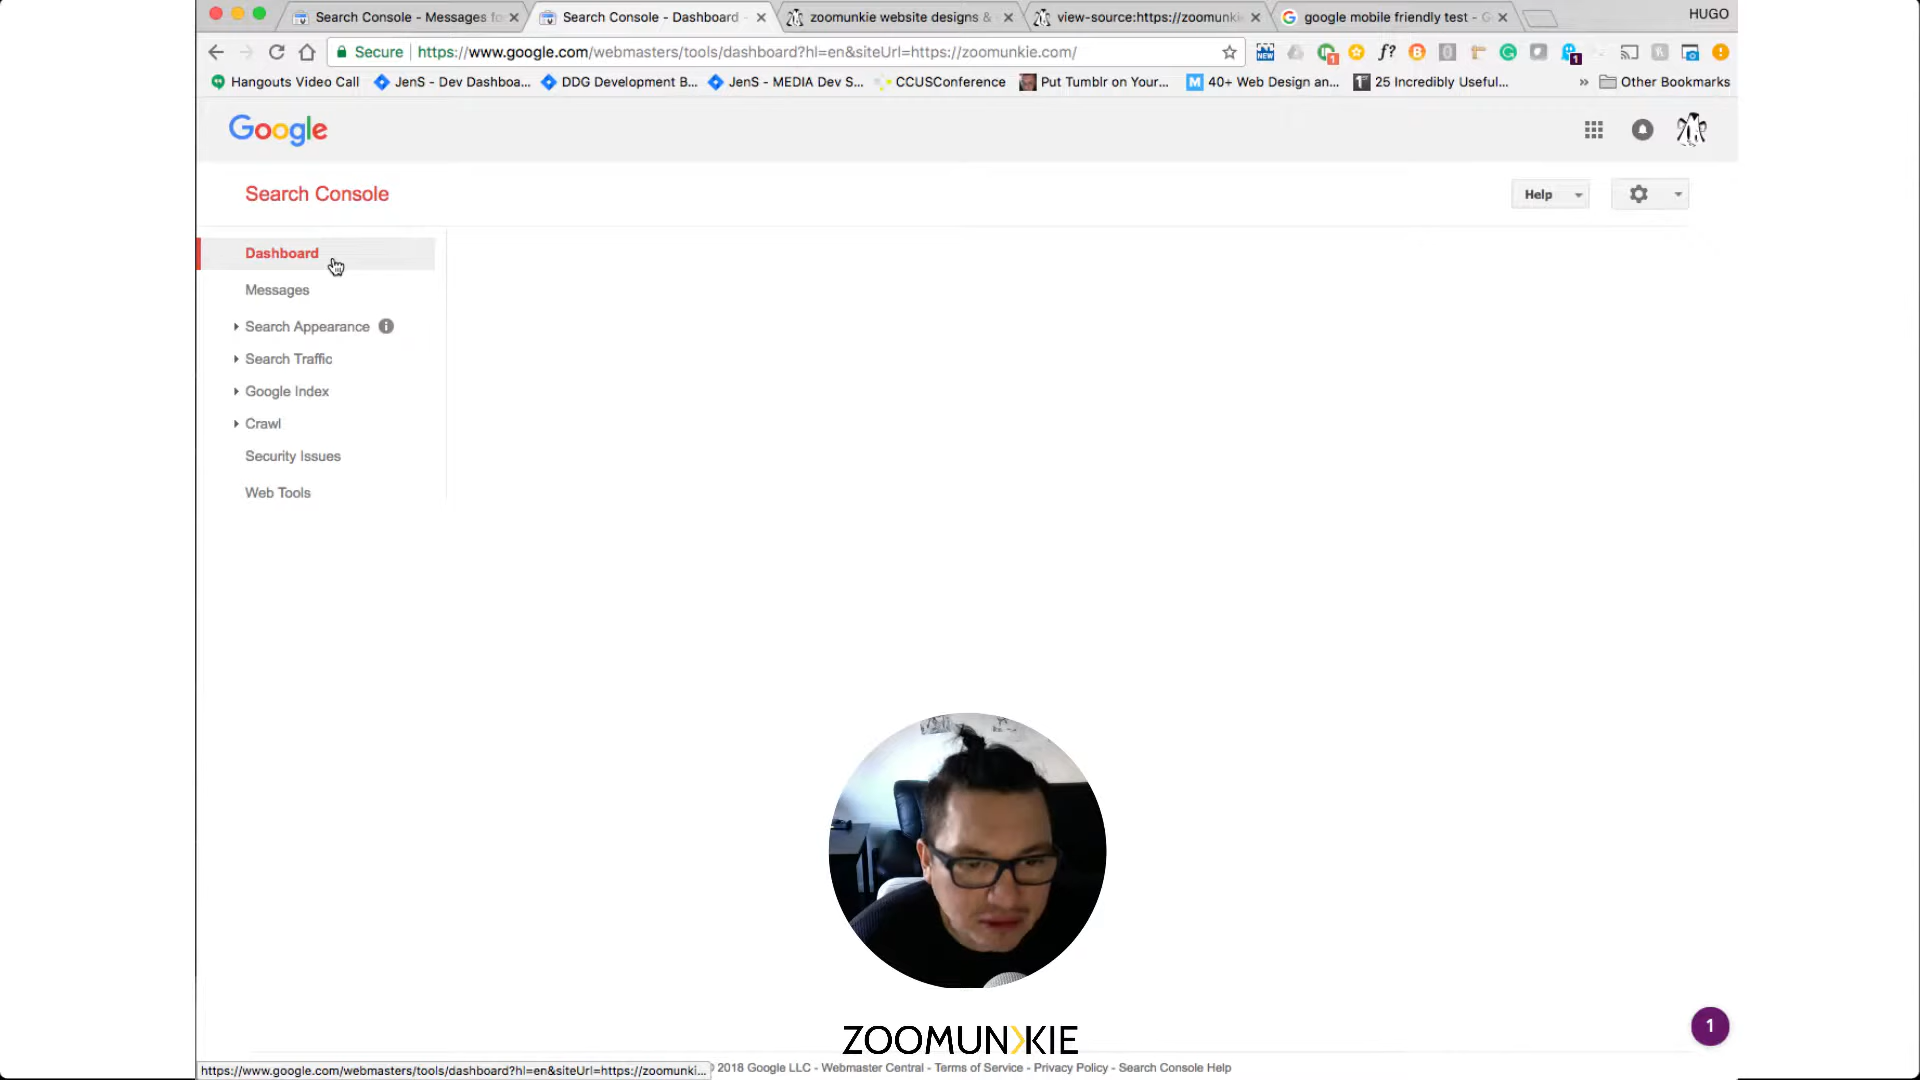 Search Console - Messages fo
Search Console - Dashboard -
zoomunkie website designs &
view-source:https://zoomunki
google mobile friendly test - G
HUGO
Secure
https://www.google.com/webmasters/tools/dashboard?hl=en&siteUrl=https://zoomunkie.com/
NEW
1
f?
1
Hangouts Video Call
JenS - Dev Dashboa...
DDG Development B...
JenS - MEDIA Dev S...
CCUSConference
Put Tumblr on Your...
M
40+ Web Design an...
25 Incredibly Useful...
»
Other Bookmarks
Google
Search Console
Help
Dashboard
Messages
Search Appearance
Search Traffic
Google Index
Crawl
Security Issues
Web Tools
ZOOMUNKIE
1
https://www.google.com/webmasters/tools/dashboard?hl=en&siteUrl=https://zoomunki...
2018 Google LLC - Webmaster Central - Terms of Service - Privacy Policy - Search Console Help